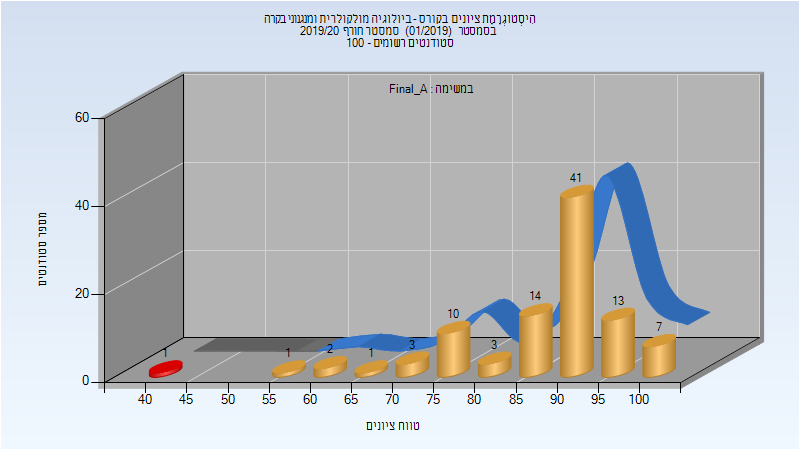 הִיסְטוֹגְרָמַת ציונים בקורס - ביולוגיה מולקולרית ומנגנוני בקרה
בסמסטר (01/2019) סמסטר חורף 2019/20
סטודנטים רשומים - 100
במשימה : Final_A
מספר סטודנטים
60
40
20
0
1
1
2
1
3
10
3
14
41
13
7
40 45 50 55 60 65 70 75 80 85 90 95 100
טווח ציונים